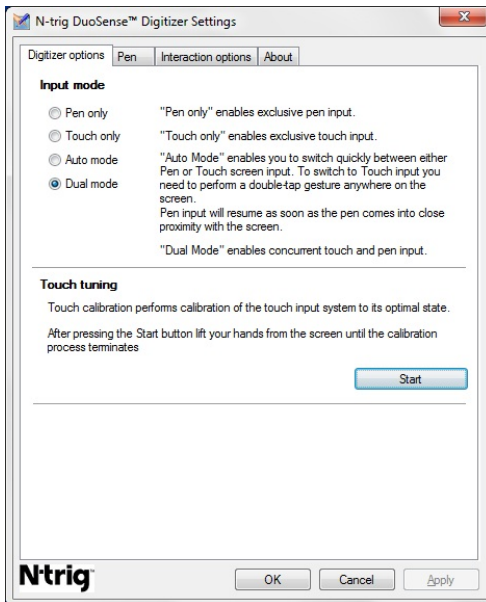 N-trig DuoSense™ Digitizer Settings
Digitizer options Pen Interaction options About
Input mode
Pen only "Pen only" enables exclusive pen input.
Touch only "Touch only" enables exclusive touch input.
Auto mode "Auto Mode" enables you to switch quickly between either
Pen or Touch screen input. To switch to Touch input you
Dual mode need to perform a double-tap gesture anywhere on the
screen.
Pen input will resume as soon as the pen comes into close
proximity with the screen.
"Dual Mode" enables concurrent touch and pen input.
Touch tuning
Touch calibration performs calibration of the touch input system to its optimal state.
After pressing the Start button lift your hands from the screen until the calibration
process terminates
Start
N-trig™ OK Cancel Apply